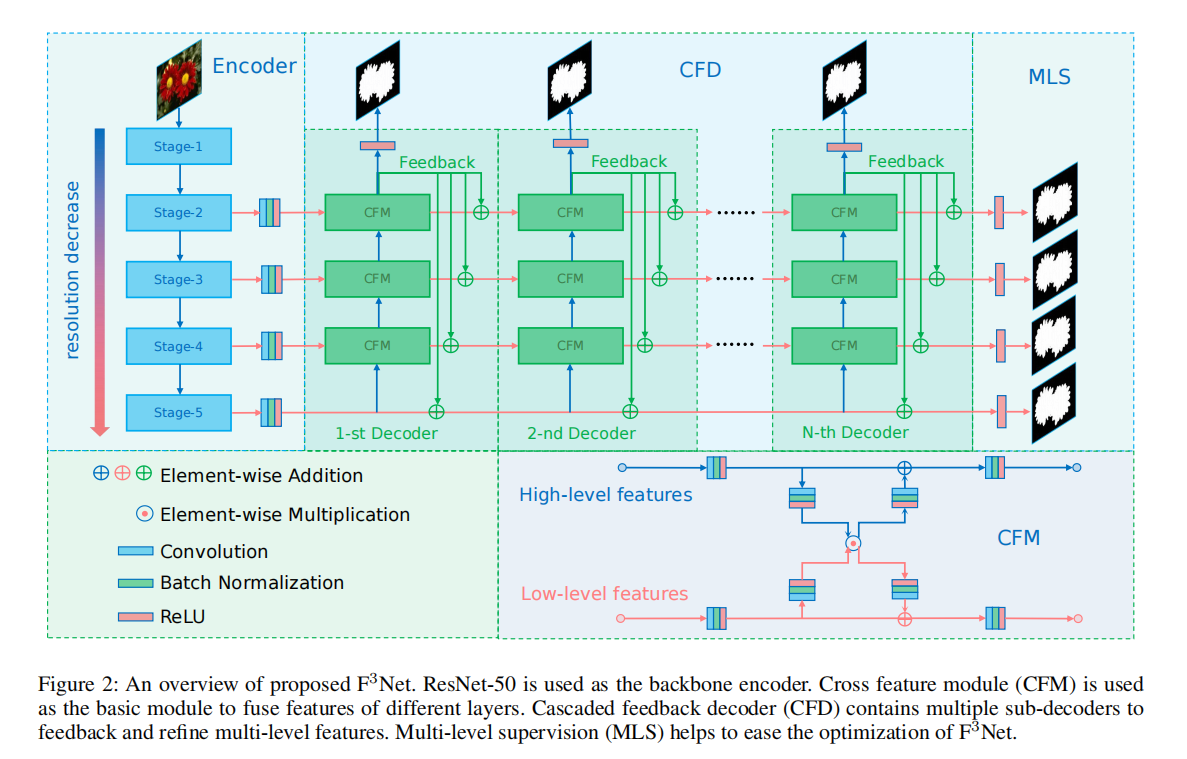 Encoder
CFD
MLS
resolution decrease
Stage-1
Stage-2
Stage-3
Stage-4
Stage-5
Feedback
CFM
CFM
CFM
1-st Decoder
Feedback
CFM
CFM
CFM
2-nd Decoder
......
......
......
Feedback
CFM
CFM
CFM
N-th Decoder
Element-wise Addition
Element-wise Multiplication
Convolution
Batch Normalization
ReLU
High-level features
Low-level features
CFM
Figure 2: An overview of proposed F³Net. ResNet-50 is used as the backbone encoder. Cross feature module (CFM) is used
as the basic module to fuse features of different layers. Cascaded feedback decoder (CFD) contains multiple sub-decoders to
feedback and refine multi-level features. Multi-level supervision (MLS) helps to ease the optimization of F³Net.